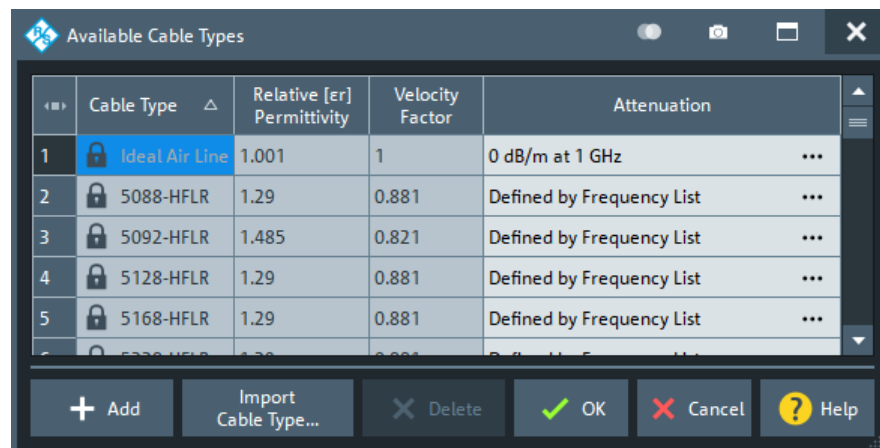 Available Cable Types
Cable Type
Relative [εr]
Permittivity
Velocity
Factor
Attenuation
1 Ideal Air Line 1.001 1 0 dB/m at 1 GHz ...
2 5088-HFLR 1.29 0.881 Defined by Frequency List ...
3 5092-HFLR 1.485 0.821 Defined by Frequency List ...
4 5128-HFLR 1.29 0.881 Defined by Frequency List ...
5 5168-HFLR 1.29 0.881 Defined by Frequency List ...
Add
Import
Cable Type...
Delete
OK
Cancel
? Help